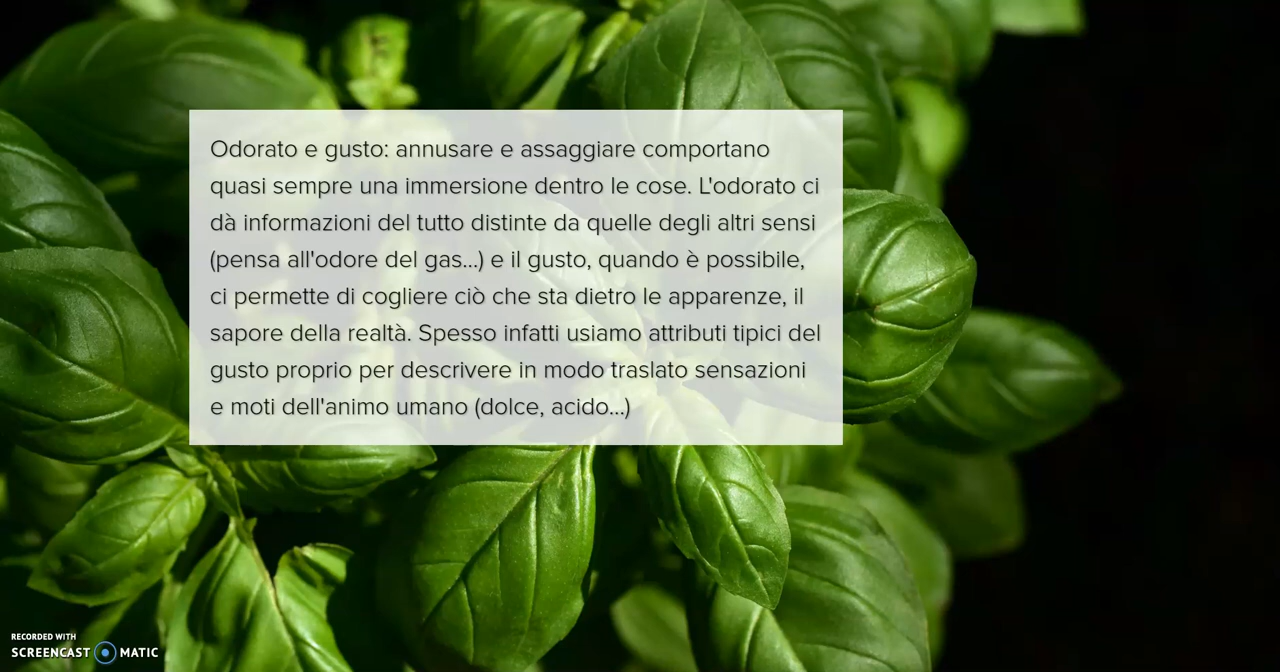 Odorato e gusto: annusare e assaggiare comportano
quasi sempre una immersione dentro le cose. L'odorato ci
dà informazioni del tutto distinte da quelle degli altri sensi
(pensa all'odore del gas...) e il gusto, quando è possibile,
ci permette di cogliere ciò che sta dietro le apparenze, il
sapore della realtà. Spesso infatti usiamo attributi tipici del
gusto proprio per descrivere in modo traslato sensazioni
e moti dell'animo umano (dolce, acido...)
RECORDED WITH
SCREENCAST MATIC